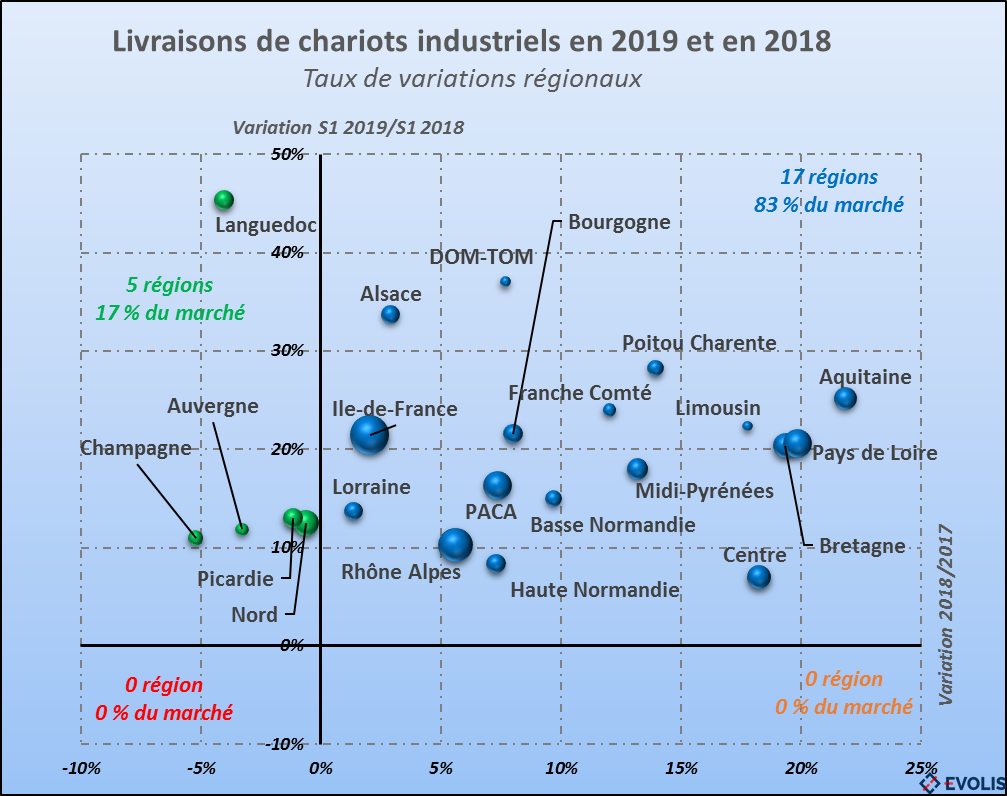 Livraisons de chariots industriels en 2019 et en 2018
Taux de variations régionaux
Variation S1 2019/S1 2018
50%
17 régions
83 % du marché
Languedoc
Bourgogne
40%
DOM-TOM
5 régions
17 % du marché
Alsace
30%
Poitou Charente
Aquitaine
Franche Comté
Auvergne
Ile-de-France
Limousin
Champagne
20%
Pays de Loire
Lorraine
Midi-Pyrénées
PACA
Basse Normandie
10%
Bretagne
Centre
Rhône Alpes
Picardie
Haute Normandie
Nord
Variation 2018/2017
0%
0 région
0 % du marché
0 région
0 % du marché
-10%
-10%
-5%
0%
5%
10%
15%
20%
25%
EVOLIS